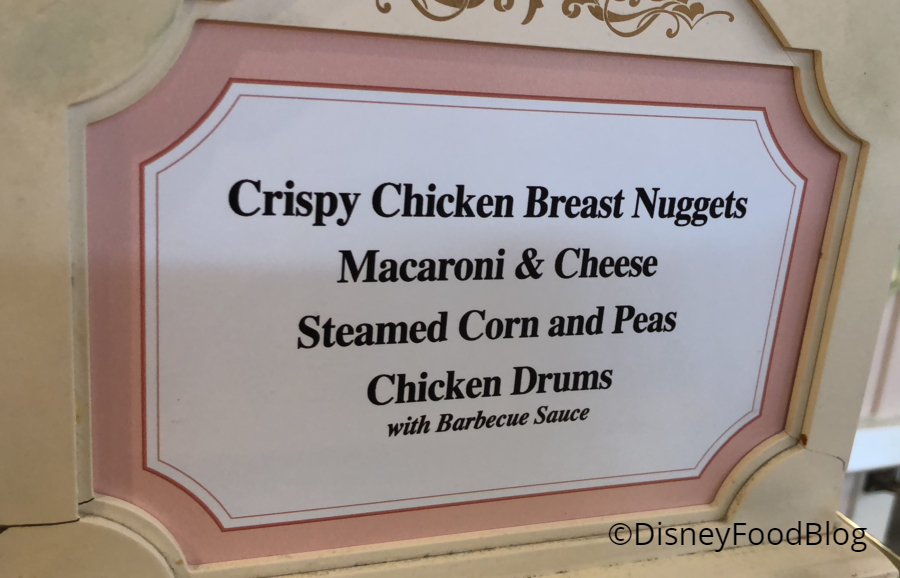 Crispy Chicken Breast Nuggets
Macaroni & Cheese
Steamed Corn and Peas
Chicken Drums
with Barbecue Sauce
©DisneyFoodBlog